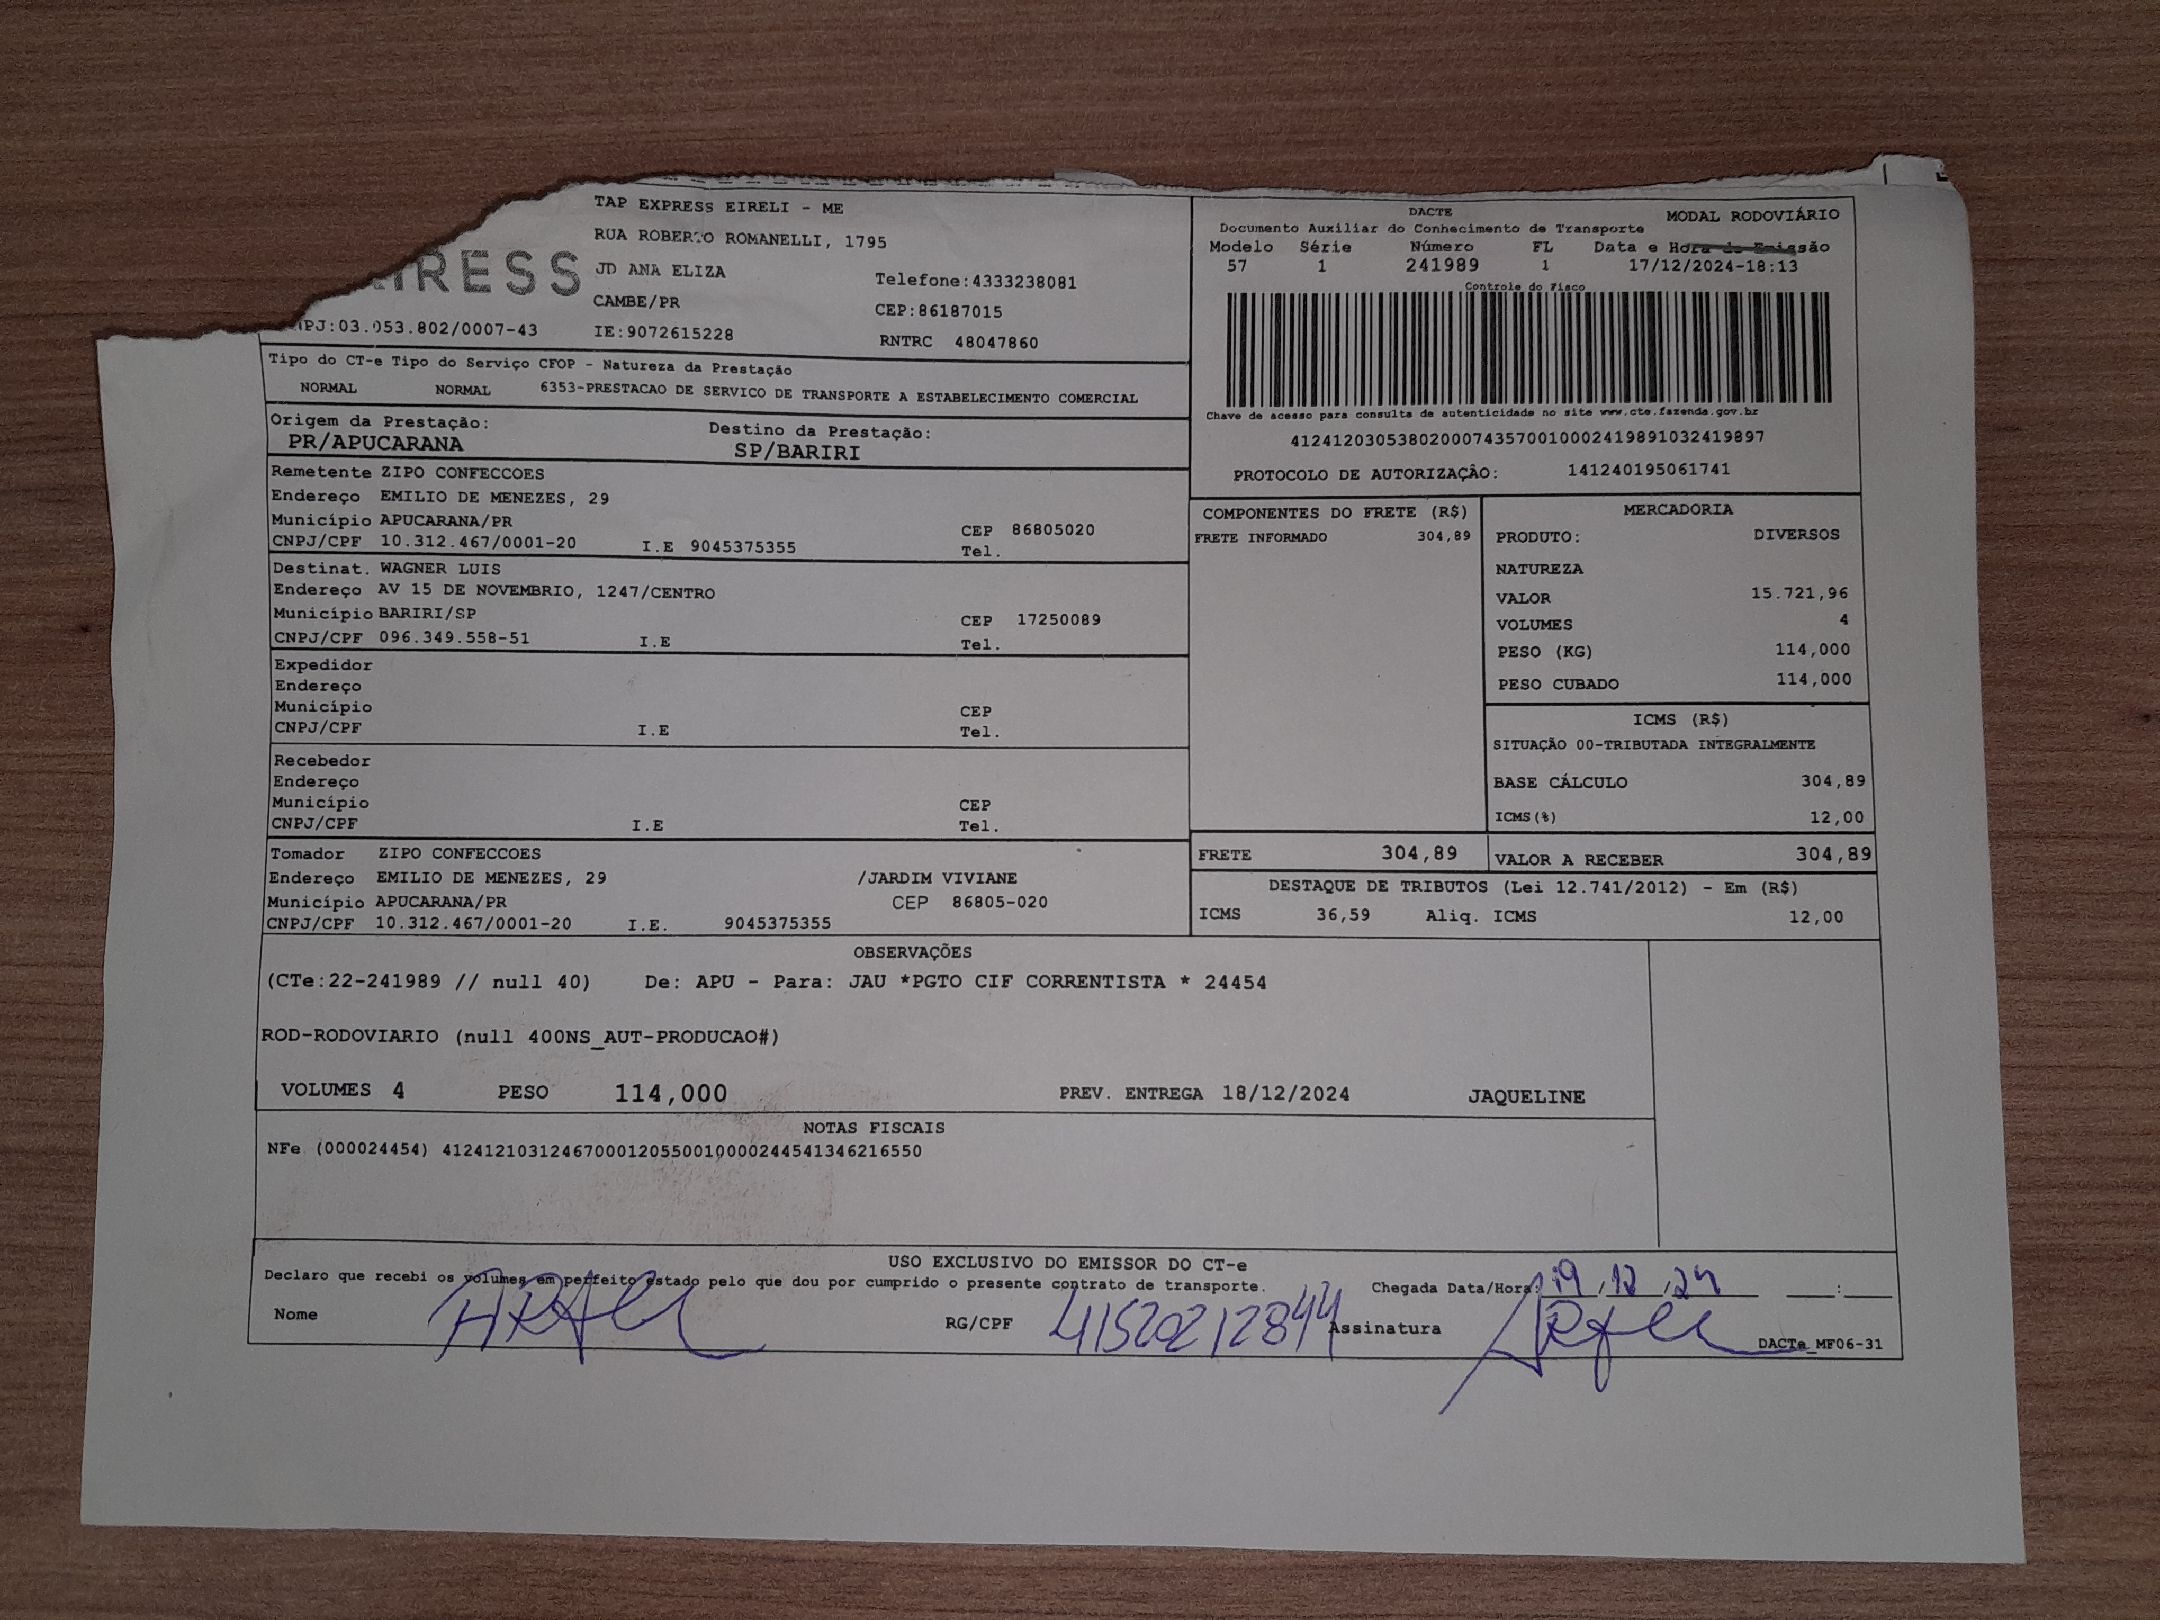 TAP EXPRESS EIRELI - ME
RUA ROBERTO ROMANELLI, 1795
JD ANA ELIZA
CAMBE/PR
IE:9072615228
Telefone:4333238081
CEP:86187015
RNTRC 48047860
RESS
PJ:03.053.802/0007-43
DACTE
MODAL RODOVIÁRIO
Documento Auxiliar do Conhecimento de Transporte
Modelo Série Número FL Data e Hora de Emissão
57 1 241989 1 17/12/2024-18:13
Controle do Fisco
Chave de acesso para consulta de autenticidade no site www.cte.fazenda.gov.br
41241203053802000743570010002419891032419897
PROTOCOLO DE AUTORIZAÇÃO: 141240195061741
Tipo do CT-e Tipo do Serviço CFOP - Natureza da Prestação
NORMAL NORMAL 6353-PRESTACAO DE SERVICO DE TRANSPORTE A ESTABELECIMENTO COMERCIAL
Origem da Prestação: Destino da Prestação:
PR/APUCARANA SP/BARIRI
Remetente ZIPO CONFECCOES
Endereço EMILIO DE MENEZES, 29
Município APUCARANA/PR CEP 86805020
CNPJ/CPF 10.312.467/0001-20 I.E 9045375355 Tel.
Destinat. WAGNER LUIS
Endereço AV 15 DE NOVEMBRIO, 1247/CENTRO
Município BARIRI/SP CEP 17250089
CNPJ/CPF 096.349.558-51 I.E Tel.
Expedidor
Endereço
Município CEP
CNPJ/CPF I.E Tel.
Recebedor
Endereço
Município CEP
CNPJ/CPF I.E Tel.
Tomador ZIPO CONFECCOES
Endereço EMILIO DE MENEZES, 29 /JARDIM VIVIANE
Município APUCARANA/PR CEP 86805-020
CNPJ/CPF 10.312.467/0001-20 I.E. 9045375355
COMPONENTES DO FRETE (R$)
FRETE INFORMADO 304,89
MERCADORIA
PRODUTO: DIVERSOS
NATUREZA
VALOR 15.721,96
VOLUMES 4
PESO (KG) 114,000
PESO CUBADO 114,000
ICMS (R$)
SITUAÇÃO 00-TRIBUTADA INTEGRALMENTE
BASE CÁLCULO 304,89
ICMS(%) 12,00
FRETE 304,89 VALOR A RECEBER 304,89
DESTAQUE DE TRIBUTOS (Lei 12.741/2012) - Em (R$)
ICMS 36,59 Aliq. ICMS 12,00
OBSERVAÇÕES
(CTe:22-241989 // null 40) De: APU - Para: JAU *PGTO CIF CORRENTISTA * 24454
ROD-RODOVIARIO (null 400NS_AUT-PRODUCAO#)
VOLUMES 4 PESO 114,000 PREV. ENTREGA 18/12/2024 JAQUELINE
NOTAS FISCAIS
NFe (000024454) 41241210312467000120550010000244541346216550
USO EXCLUSIVO DO EMISSOR DO CT-e
Declaro que recebi os volumes em perfeito estado pelo que dou por cumprido o presente contrato de transporte. Chegada Data/Hora: 19/12/24 :
Nome RG/CPF 41520212844 Assinatura
DACTe_MF06-31